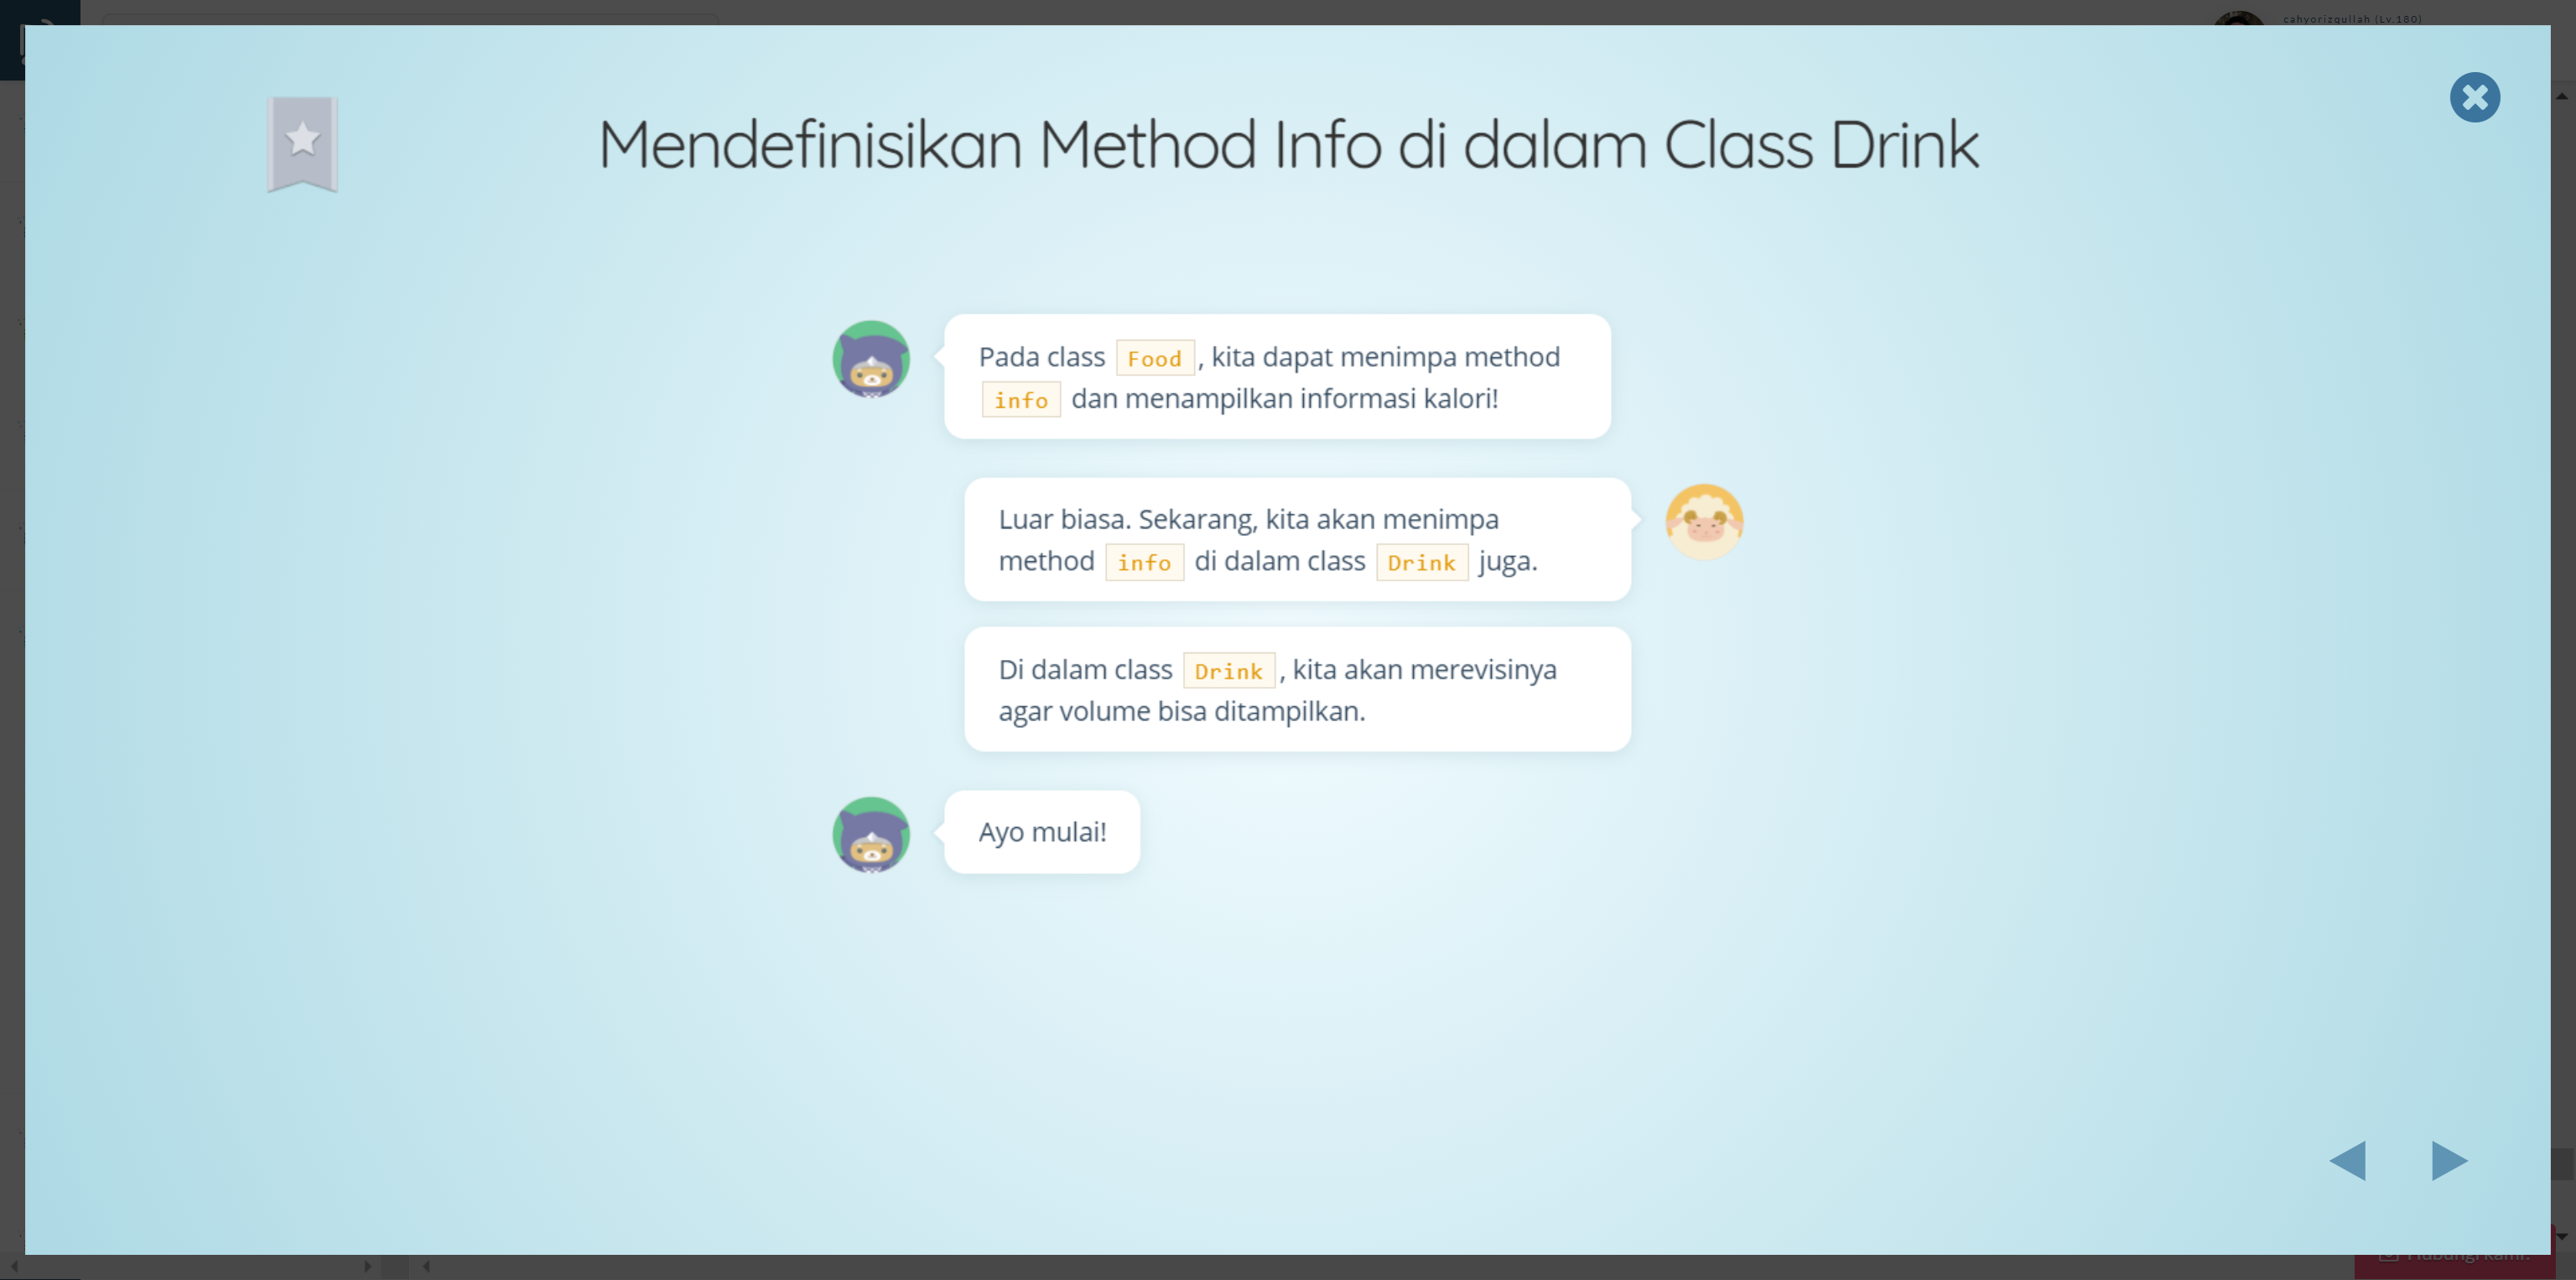 cahyorizqullah (Lv.180)
Mendefinisikan Method Info di dalam Class Drink
Pada class Food, kita dapat menimpa method
info dan menampilkan informasi kalori!
Luar biasa. Sekarang, kita akan menimpa
method info di dalam class Drink juga.
Di dalam class Drink, kita akan merevisinya
agar volume bisa ditampilkan.
Ayo mulai!
Hubungi kami!